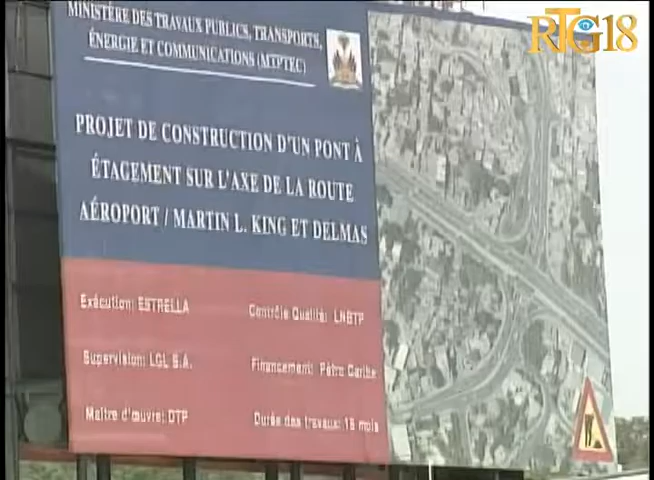 RTG18
MINISTÈRE DES TRAVAUX PUBLICS, TRANSPORTS,
ÉNERGIE ET COMMUNICATIONS (MTPTEC)
PROJET DE CONSTRUCTION D'UN PONT À
ÉTAGEMENT SUR L'AXE DE LA ROUTE
AÉROPORT / MARTIN L. KING ET DELMAS
Exécution: ESTRELLA
Contrôle Qualité: LNBTP
Supervision: LGL S.A.
Financement: Pétro Caribe
Maître d'œuvre: DTP
Durée des travaux: 15 mois